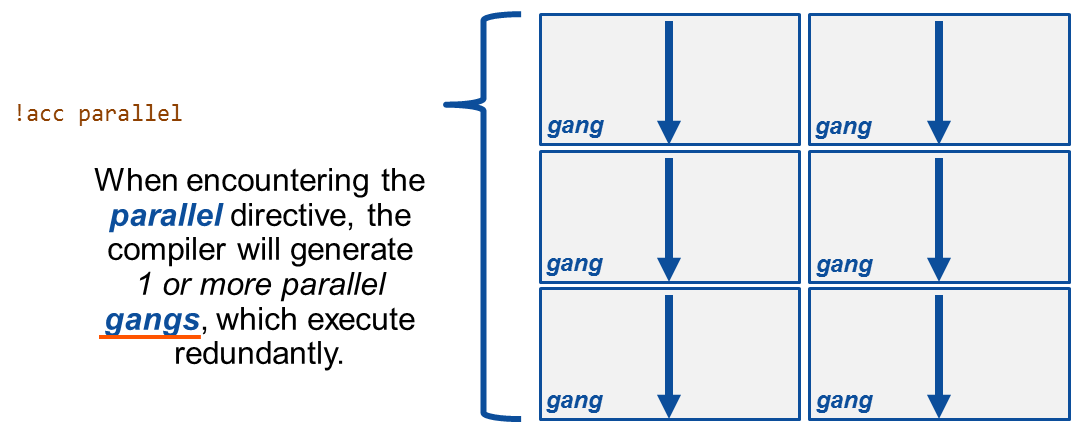 !acc parallel
When encountering the
parallel directive, the
compiler will generate
1 or more parallel
gangs, which execute
redundantly.
gang
gang
gang
gang
gang
gang